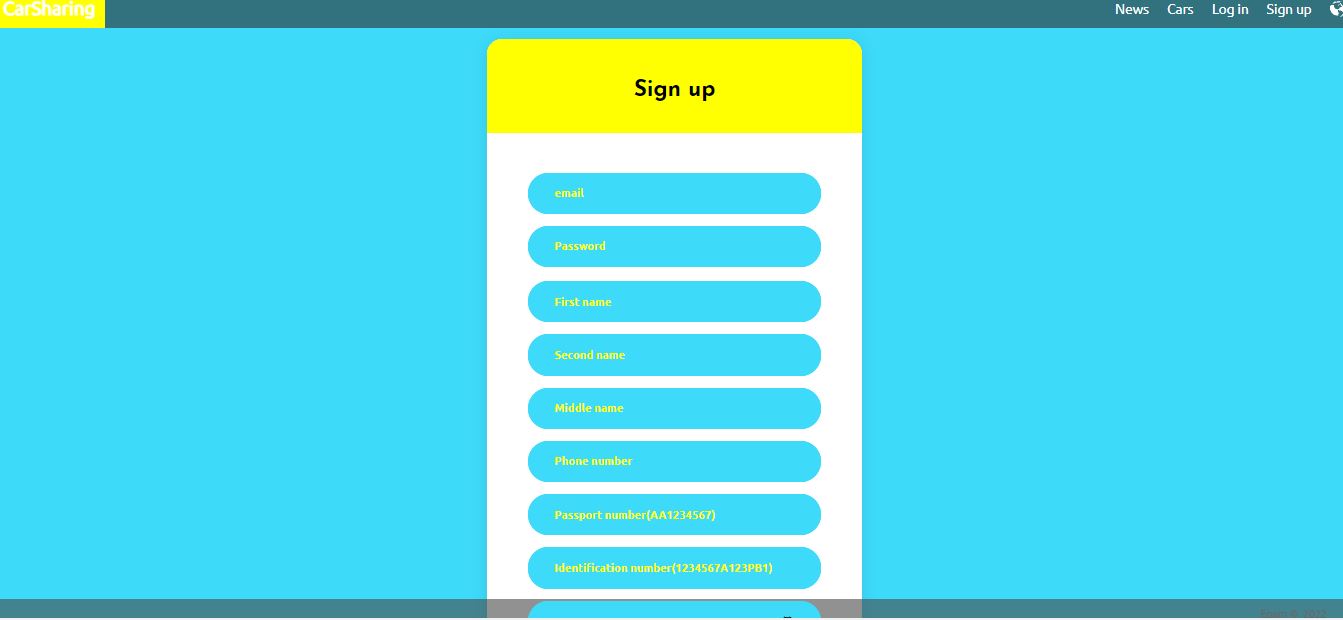 CarSharing
News Cars Log in Sign up
Sign up
email
Password
First name
Second name
Middle name
Phone number
Passport number(AA1234567)
Identification number(1234567A123PB1)
© 2022